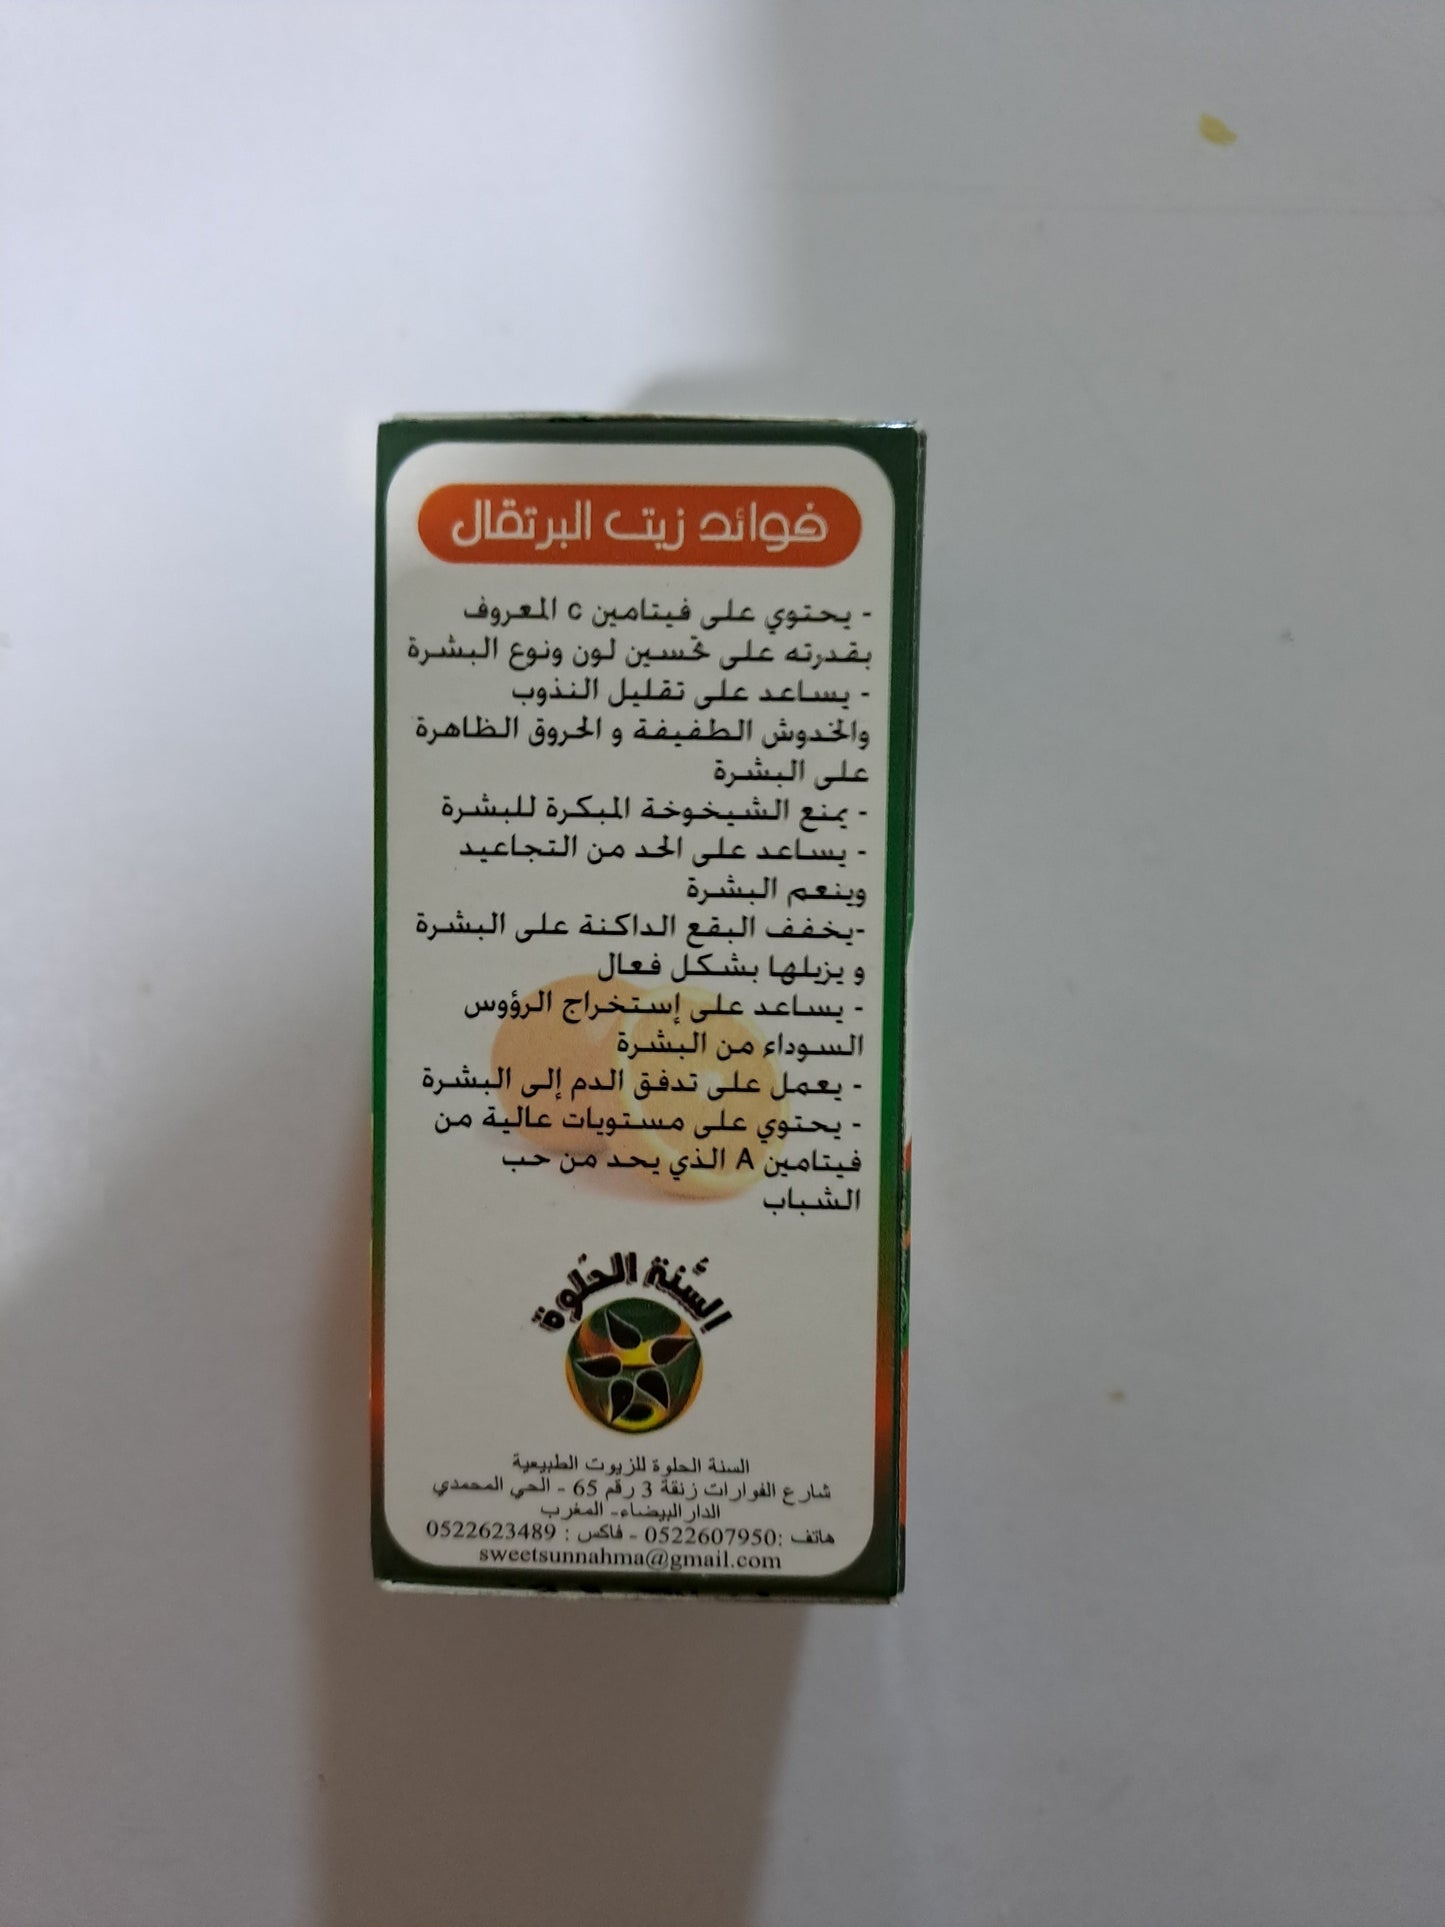 فوائد زيت البرتقال
- يحتوي على فيتامين c المعروف
بقدرته على تحسين لون ونوع البشرة
- يساعد على تقليل النذوب
والخدوش الطفيفة و الحروق الظاهرة
على البشرة
- يمنع الشيخوخة المبكرة للبشرة
- يساعد على الحد من التجاعيد
وينعم البشرة
-يخفف البقع الداكنة على البشرة
و يزيلها بشكل فعال
- يساعد على إستخراج الرؤوس
السوداء من البشرة
- يعمل على تدفق الدم إلى البشرة
- يحتوي على مستويات عالية من
فيتامين A الذي يحد من حب
الشباب
السنة الحلوة
السنة الحلوة للزيوت الطبيعية
شارع الفوارات زنقة 3 رقم 65 - الحي المحمدي
الدار البيضاء- المغرب
هاتف :0522607950 - فاكس : 0522623489
sweetsunnahma@gmail.com